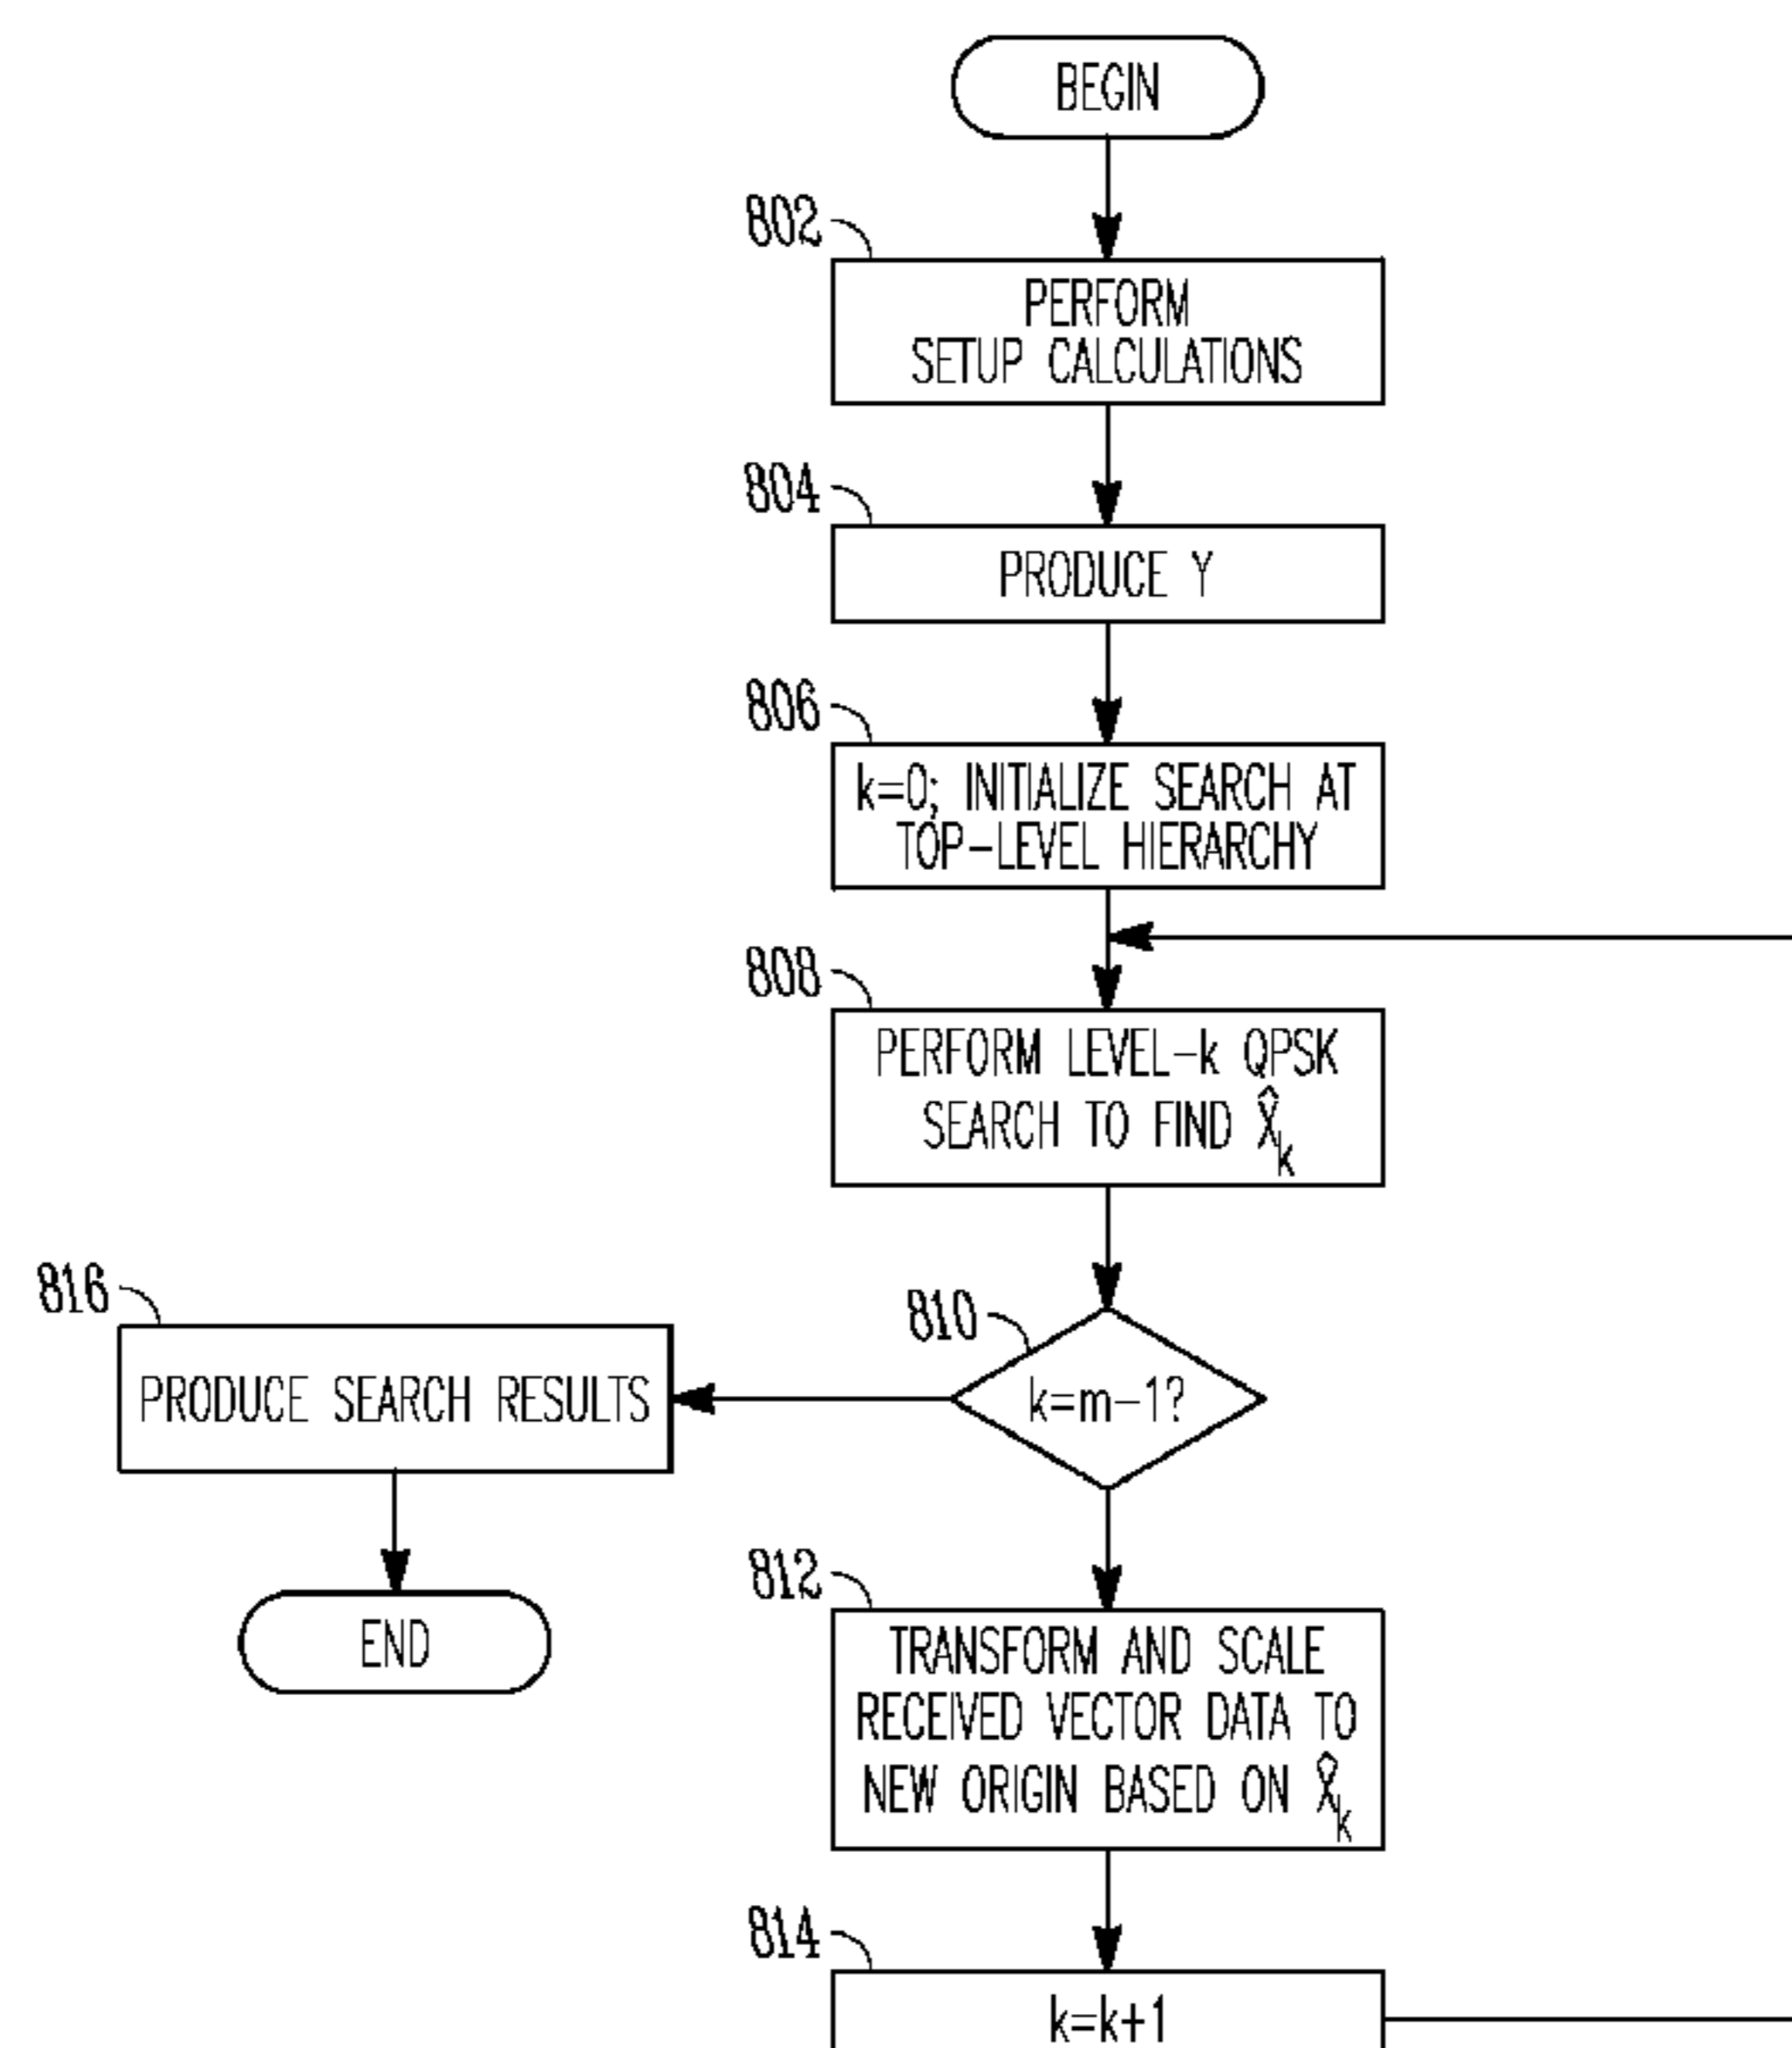 BEGIN
802
PERFORM
SETUP CALCULATIONS
804
PRODUCE Y
806
k=0; INITIALIZE SEARCH AT
TOP-LEVEL HIERARCHY
808
PERFORM LEVEL-k QPSK
SEARCH TO FIND X̂k
816
PRODUCE SEARCH RESULTS
810
k=m-1?
END
812
TRANSFORM AND SCALE
RECEIVED VECTOR DATA TO
NEW ORIGIN BASED ON X̂k
814
k=k+1